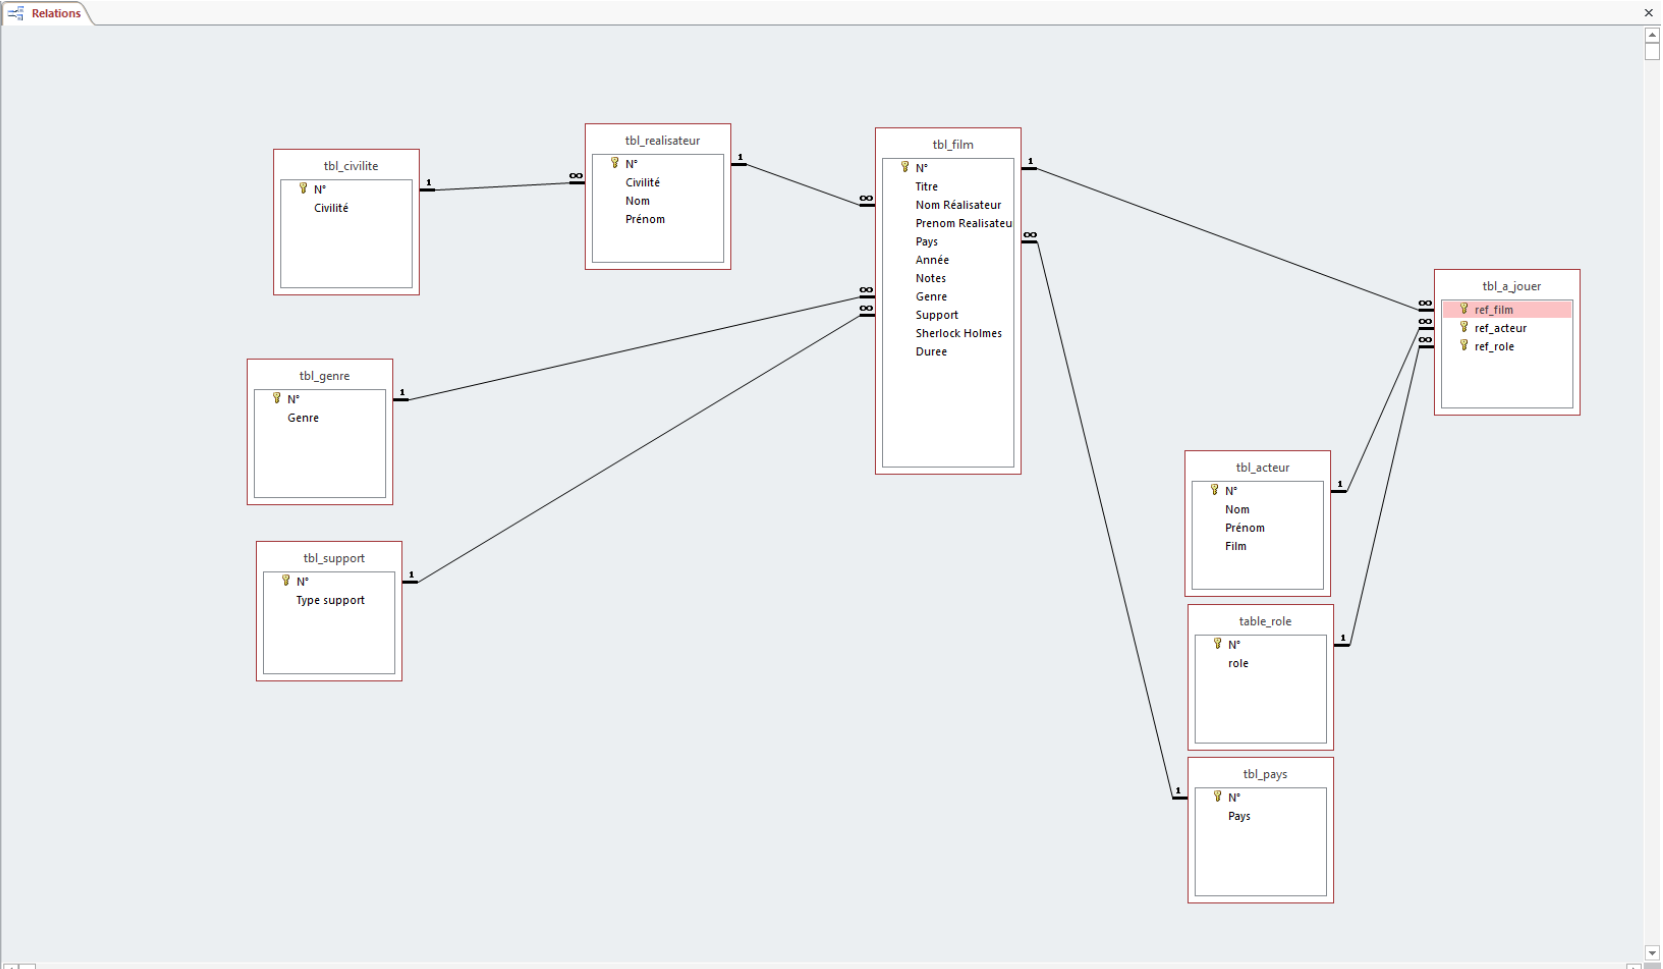 Relations
tbl_civilite
N°
Civilité
1
∞
tbl_realisateur
N°
Civilité
Nom
Prénom
1
∞
tbl_film
N°
Titre
Nom Réalisateur
Prenom Realisateu
Pays
Année
Notes
Genre
Support
Sherlock Holmes
Duree
1
∞
∞
∞
tbl_a_jouer
ref_film
ref_acteur
ref_role
∞
∞
∞
tbl_genre
N°
Genre
1
tbl_acteur
N°
Nom
Prénom
Film
1
tbl_support
N°
Type support
1
table_role
N°
role
1
tbl_pays
N°
Pays
1